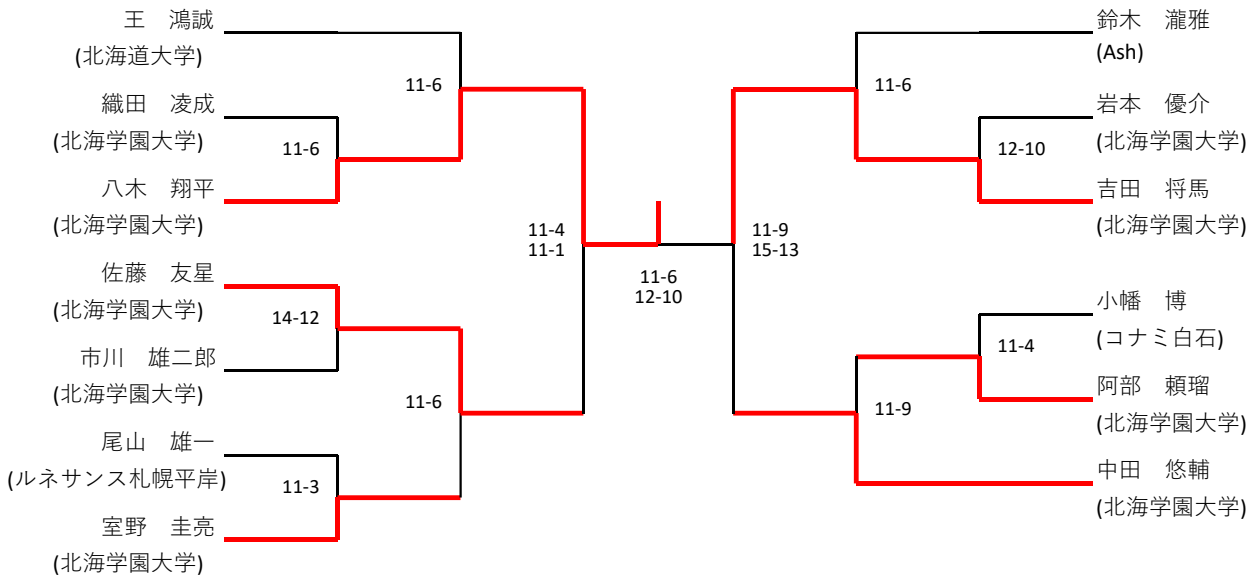 王　鴻誠
(北海道大学)
11-6
織田　凌成
(北海学園大学)
11-6
八木　翔平
(北海学園大学)
11-4
11-1
佐藤　友星
(北海学園大学)
14-12
市川　雄二郎
(北海学園大学)
11-6
尾山　雄一
(ルネサンス札幌平岸)
11-3
室野　圭亮
(北海学園大学)
11-6
12-10
鈴木　瀧雅
(Ash)
11-6
岩本　優介
(北海学園大学)
12-10
吉田　将馬
(北海学園大学)
11-9
15-13
小幡　博
(コナミ白石)
11-4
阿部　頼瑠
(北海学園大学)
11-9
中田　悠輔
(北海学園大学)